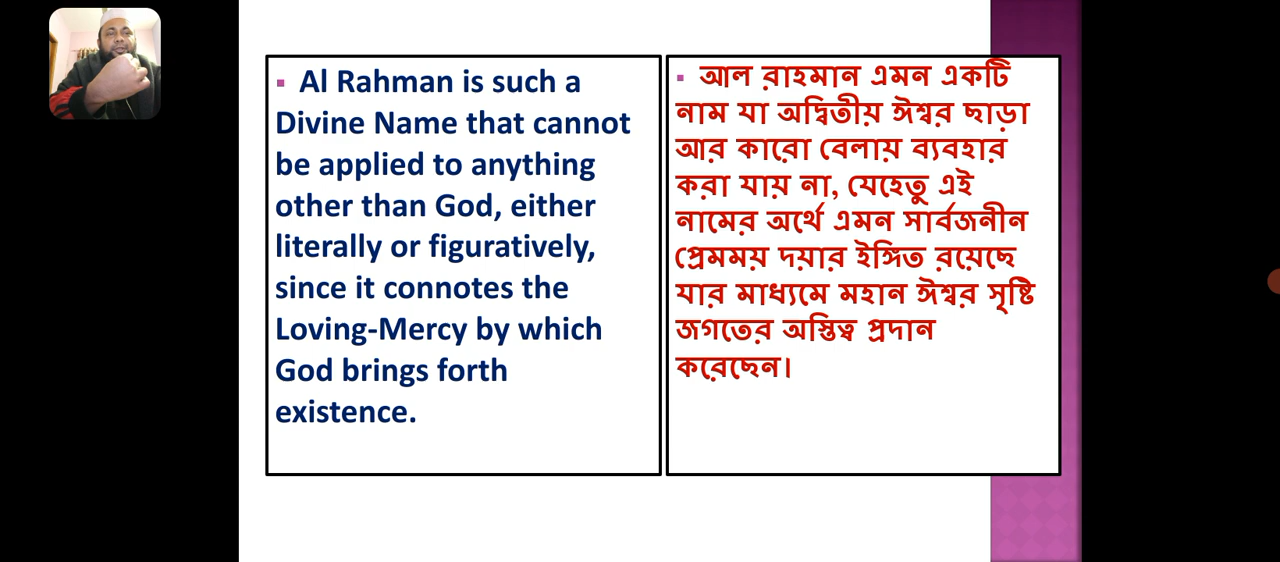 ▪ Al Rahman is such a
Divine Name that cannot
be applied to anything
other than God, either
literally or figuratively,
since it connotes the
Loving-Mercy by which
God brings forth
existence.
▪ আল রাহমান এমন একটি
নাম যা অদ্বিতীয় ঈশ্বর ছাড়া
আর কারো বেলায় ব্যবহার
করা যায় না, যেহেতু এই
নামের অর্থে এমন সার্বজনীন
প্রেমময় দয়ার ইঙ্গিত রয়েছে
যার মাধ্যমে মহান ঈশ্বর সৃষ্টি
জগতের অস্তিত্ব প্রদান
করেছেন।